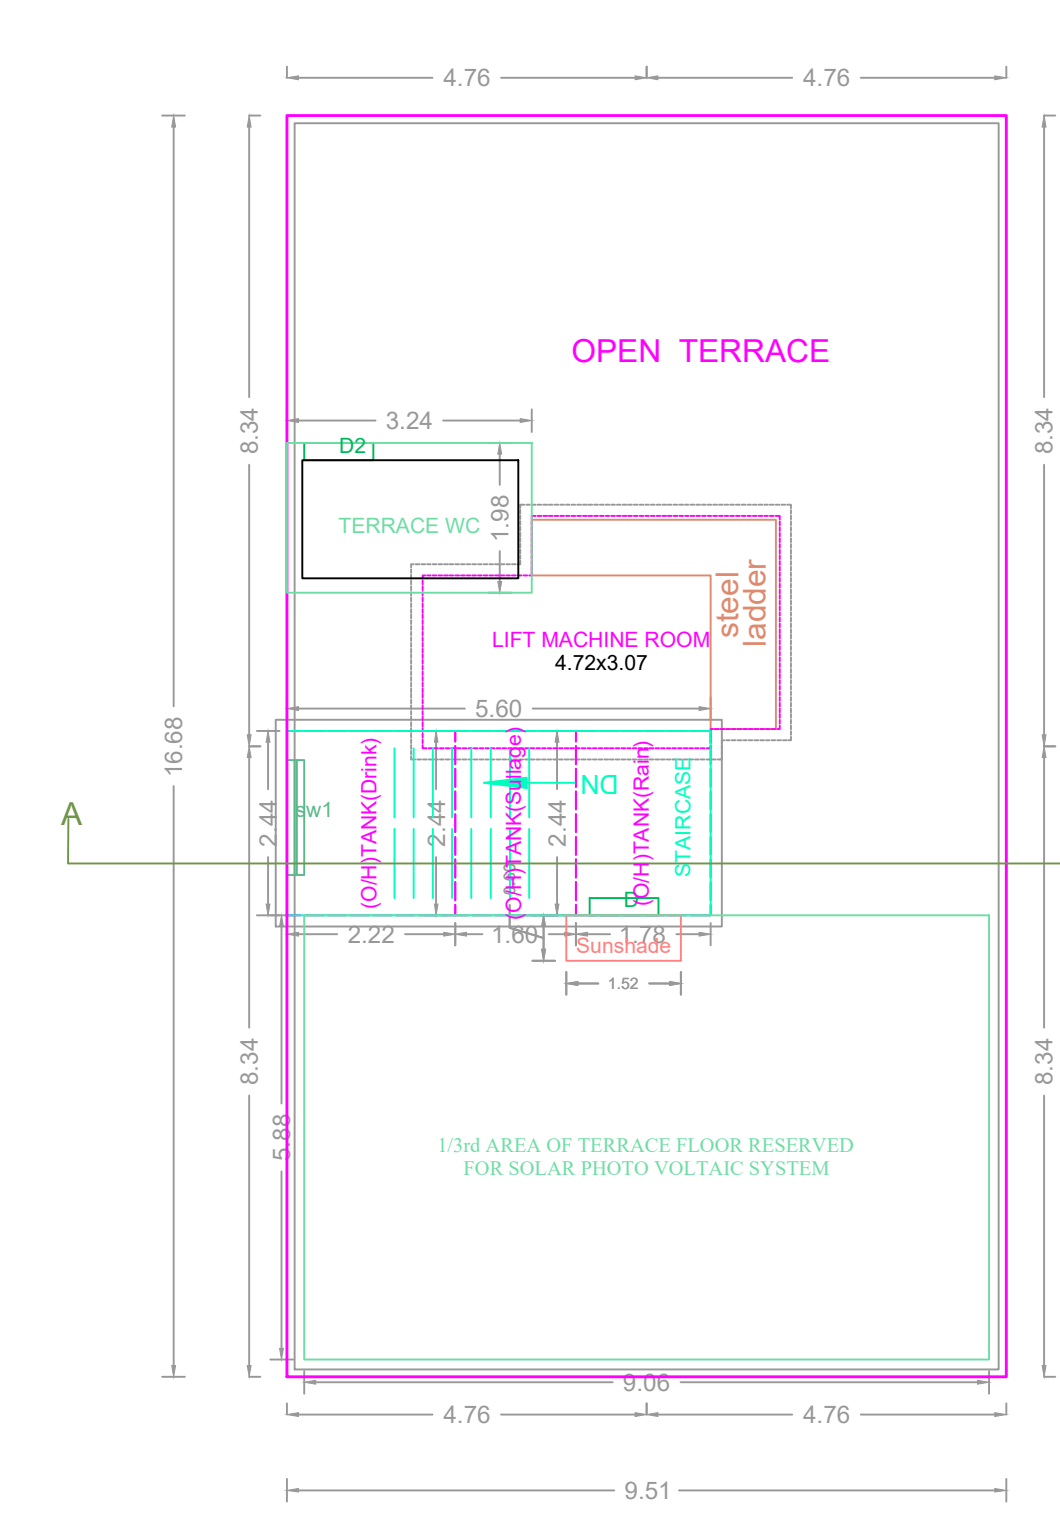 4.76
4.76
OPEN TERRACE
8.34
8.34
3.24
D2
1.98
TERRACE WC
steel
ladder
LIFT MACHINE ROOM
4.72x3.07
5.60
16.68
(O/H)TANK(Drink)
(O/H)TANK(Sullage)
(O/H)TANK(Rain)
DN
STAIRCASE
sw1
A
2.44
2.44
2.44
D
2.22
1.60
1.78
Sunshade
1.52
8.34
8.34
5.88
1/3rd AREA OF TERRACE FLOOR RESERVED
FOR SOLAR PHOTO VOLTAIC SYSTEM
9.06
4.76
4.76
9.51